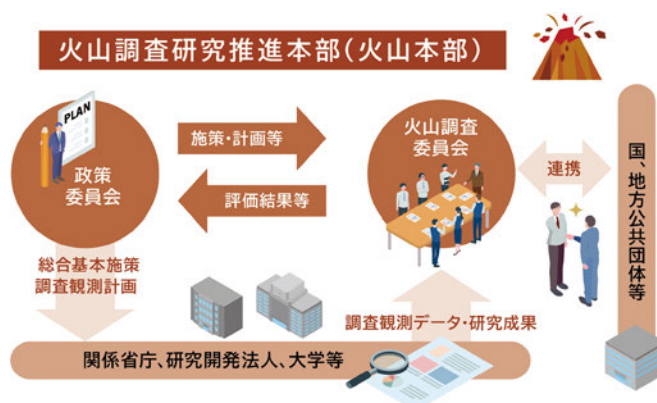 火山調査研究推進本部(火山本部)
PLAN
政策
委員会
施策・計画等
評価結果等
火山調査
委員会
連携
国、地方公共団体等
総合基本施策
調査観測計画
調査観測データ・研究成果
関係省庁、研究開発法人、大学等